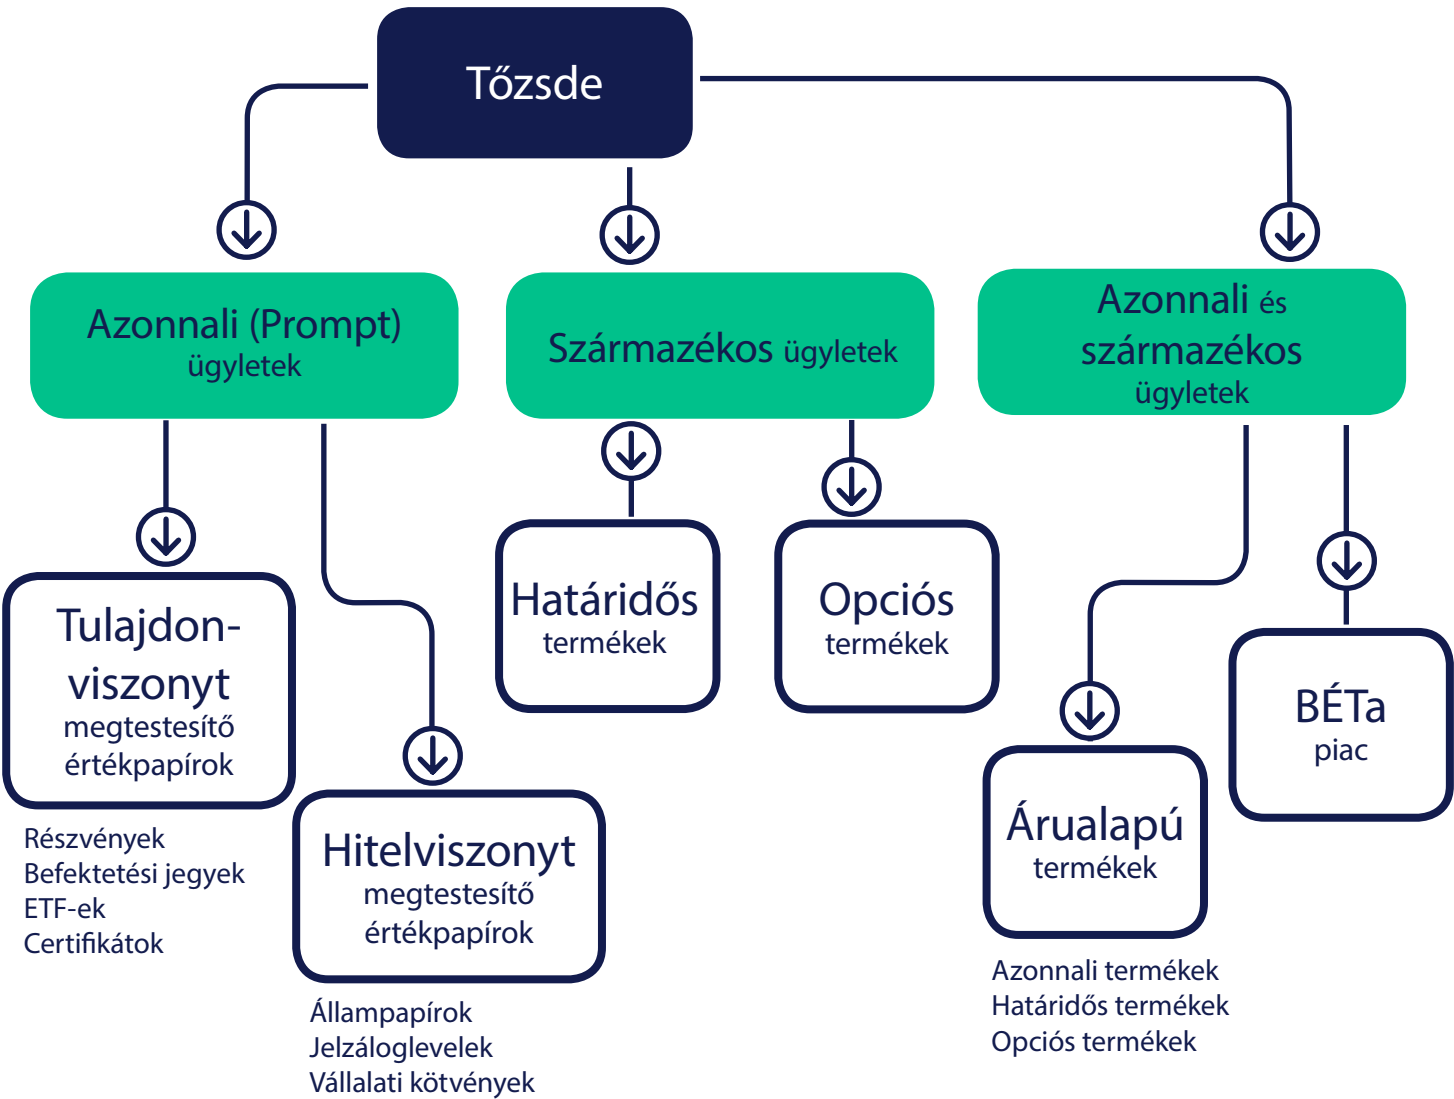 Tőzsde
Azonnali (Prompt)
ügyletek
Származékos ügyletek
Azonnali és
származékos
ügyletek
Tulajdon-
viszonyt
megtestesítő
értékpapírok
Részvények
Befektetési jegyek
ETF-ek
Certifikátok
Hitelviszonyt
megtestesítő
értékpapírok
Állampapírok
Jelzáloglevelek
Vállalati kötvények
Határidős
termékek
Opciós
termékek
Árualapú
termékek
Azonnali termékek
Határidős termékek
Opciós termékek
BÉTa
piac